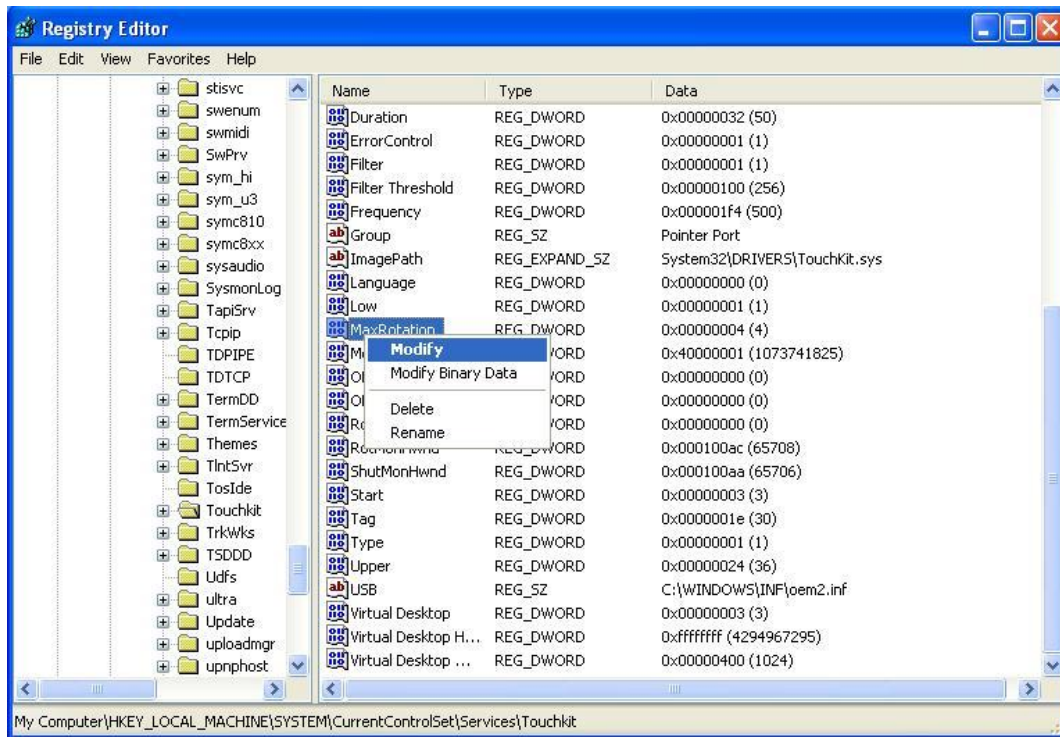 Registry Editor
File Edit View Favorites Help
stisvc
swenum
swmidi
SwPrv
sym_hi
sym_u3
symc810
symc8xx
sysaudio
SysmonLog
TapiSrv
Tcpip
TDPIPE
TDTCP
TermDD
TermService
Themes
TlntSvr
TosIde
Touchkit
TrkWks
TSDDD
Udfs
ultra
Update
uploadmgr
upnphost
Name Type Data
Duration REG_DWORD 0x00000032 (50)
ErrorControl REG_DWORD 0x00000001 (1)
Filter REG_DWORD 0x00000001 (1)
Filter Threshold REG_DWORD 0x00000100 (256)
Frequency REG_DWORD 0x000001f4 (500)
Group REG_SZ Pointer Port
ImagePath REG_EXPAND_SZ System32\DRIVERS\TouchKit.sys
Language REG_DWORD 0x00000000 (0)
Low REG_DWORD 0x00000001 (1)
MaxRotation REG_DWORD 0x00000004 (4)
0x40000001 (1073741825)
0x00000000 (0)
0x00000000 (0)
0x00000000 (0)
RotMonHwnd REG_DWORD 0x000100ac (65708)
Modify
Modify Binary Data
Delete
Rename
ShutMonHwnd REG_DWORD 0x000100aa (65706)
Start REG_DWORD 0x00000003 (3)
Tag REG_DWORD 0x0000001e (30)
Type REG_DWORD 0x00000001 (1)
Upper REG_DWORD 0x00000024 (36)
USB REG_SZ C:\WINDOWS\INF\oem2.inf
Virtual Desktop REG_DWORD 0x00000003 (3)
Virtual Desktop H... REG_DWORD 0xffffffff (4294967295)
Virtual Desktop ... REG_DWORD 0x00000400 (1024)
My Computer\HKEY_LOCAL_MACHINE\SYSTEM\CurrentControlSet\Services\Touchkit